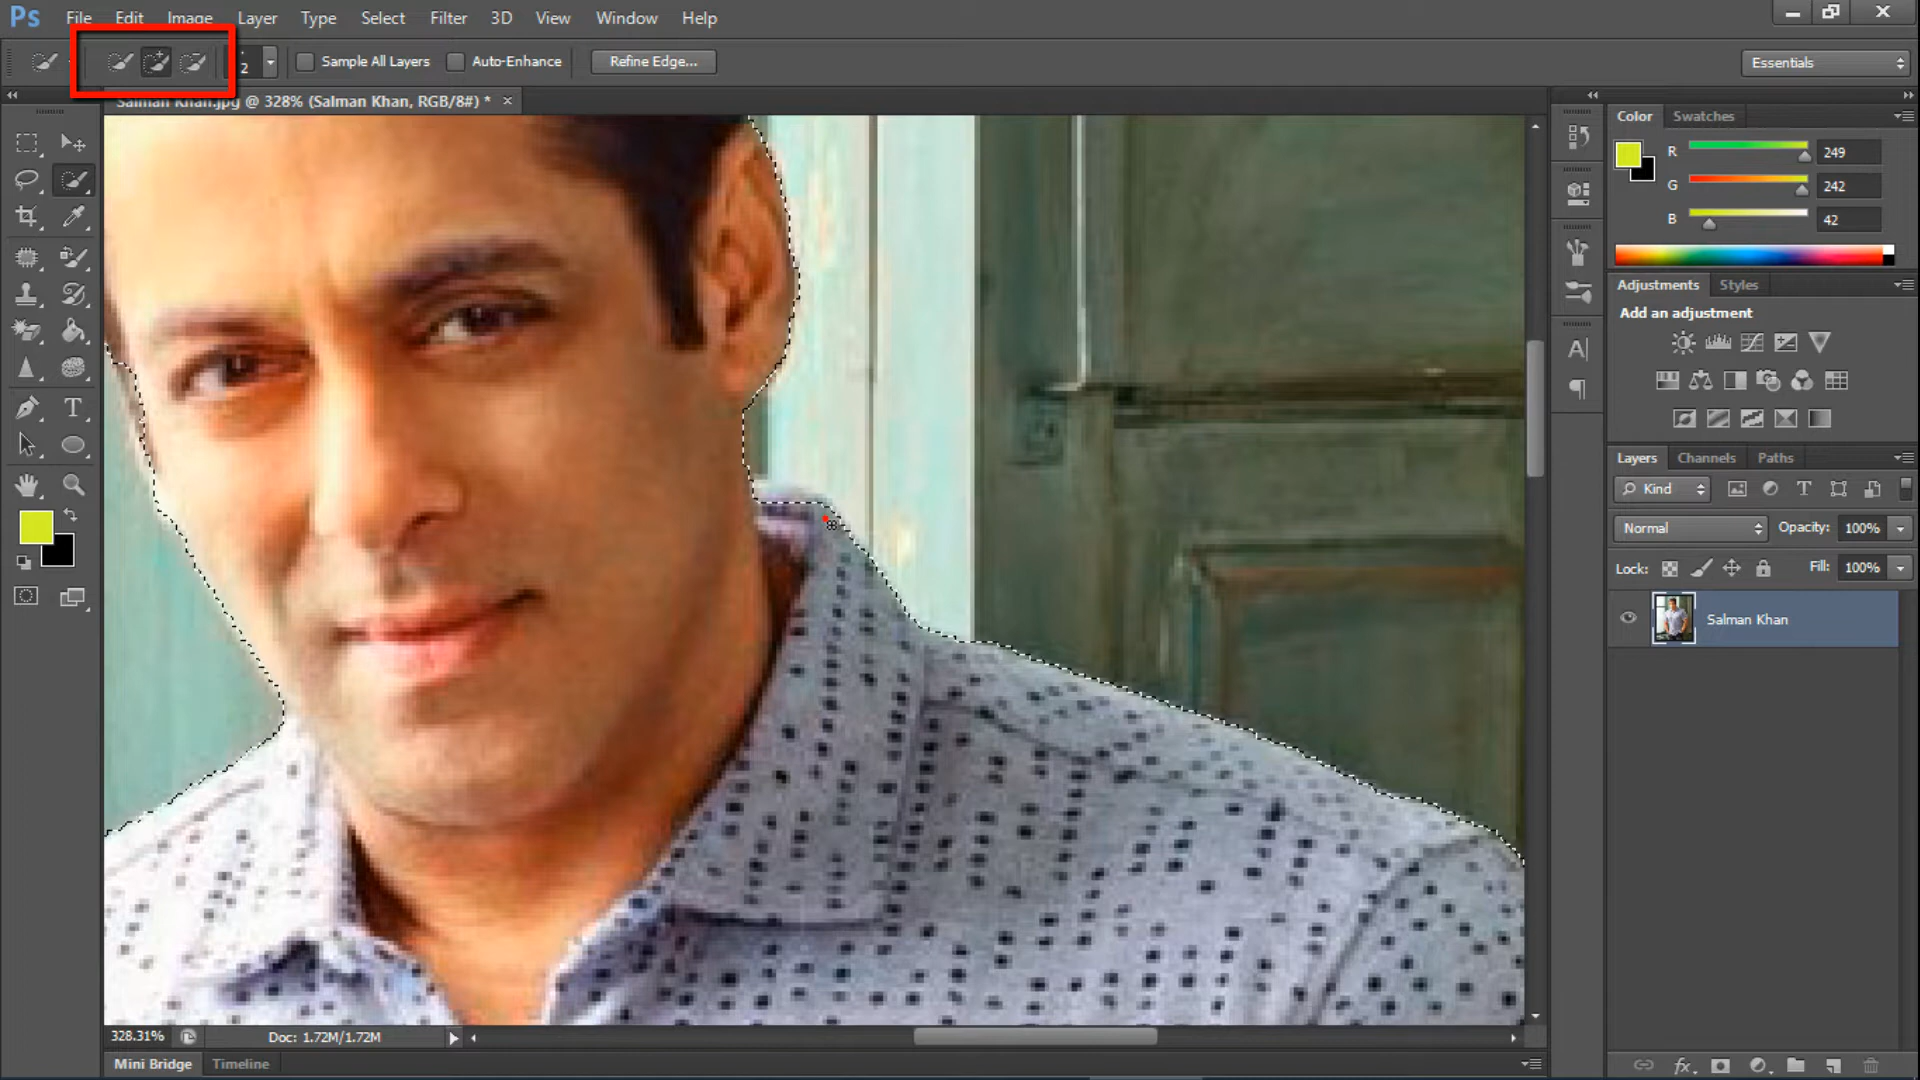 Ps File Edit Image Layer Type Select Filter 3D View Window Help
2 Sample All Layers Auto-Enhance Refine Edge... Essentials
Salman Khan.jpg @ 328% (Salman Khan, RGB/8#) * ×
Color Swatches
R 249
G 242
B 42
Adjustments Styles
Add an adjustment
Layers Channels Paths
Kind
Normal Opacity: 100%
Lock: Fill: 100%
Salman Khan
328.31% Doc: 1.72M/1.72M
Mini Bridge Timeline